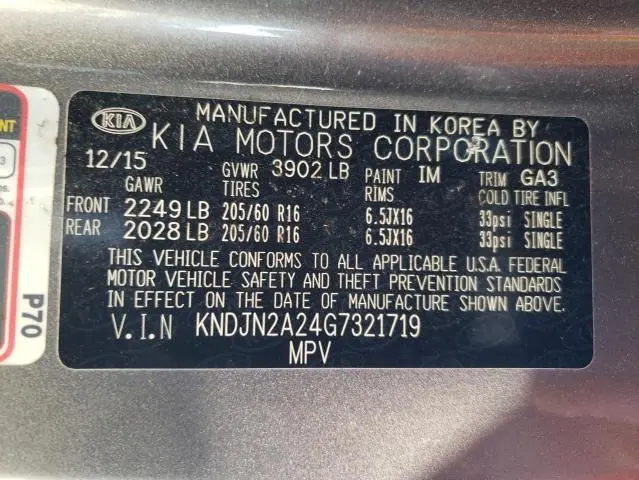 KIA
MANUFACTURED IN KOREA BY
KIA MOTORS CORPORATION
12/15 GVWR 3902 LB PAINT IM TRIM GA3
GAWR TIRES RIMS COLD TIRE INFL
FRONT 2249 LB 205/60 R16 6.5JX16 33psi SINGLE
REAR 2028 LB 205/60 R16 6.5JX16 33psi SINGLE
THIS VEHICLE CONFORMS TO ALL APPLICABLE U.S.A. FEDERAL
MOTOR VEHICLE SAFETY AND THEFT PREVENTION STANDARDS
IN EFFECT ON THE DATE OF MANUFACTURE SHOWN ABOVE.
V.I.N KNDJN2A24G7321719
MPV
P70